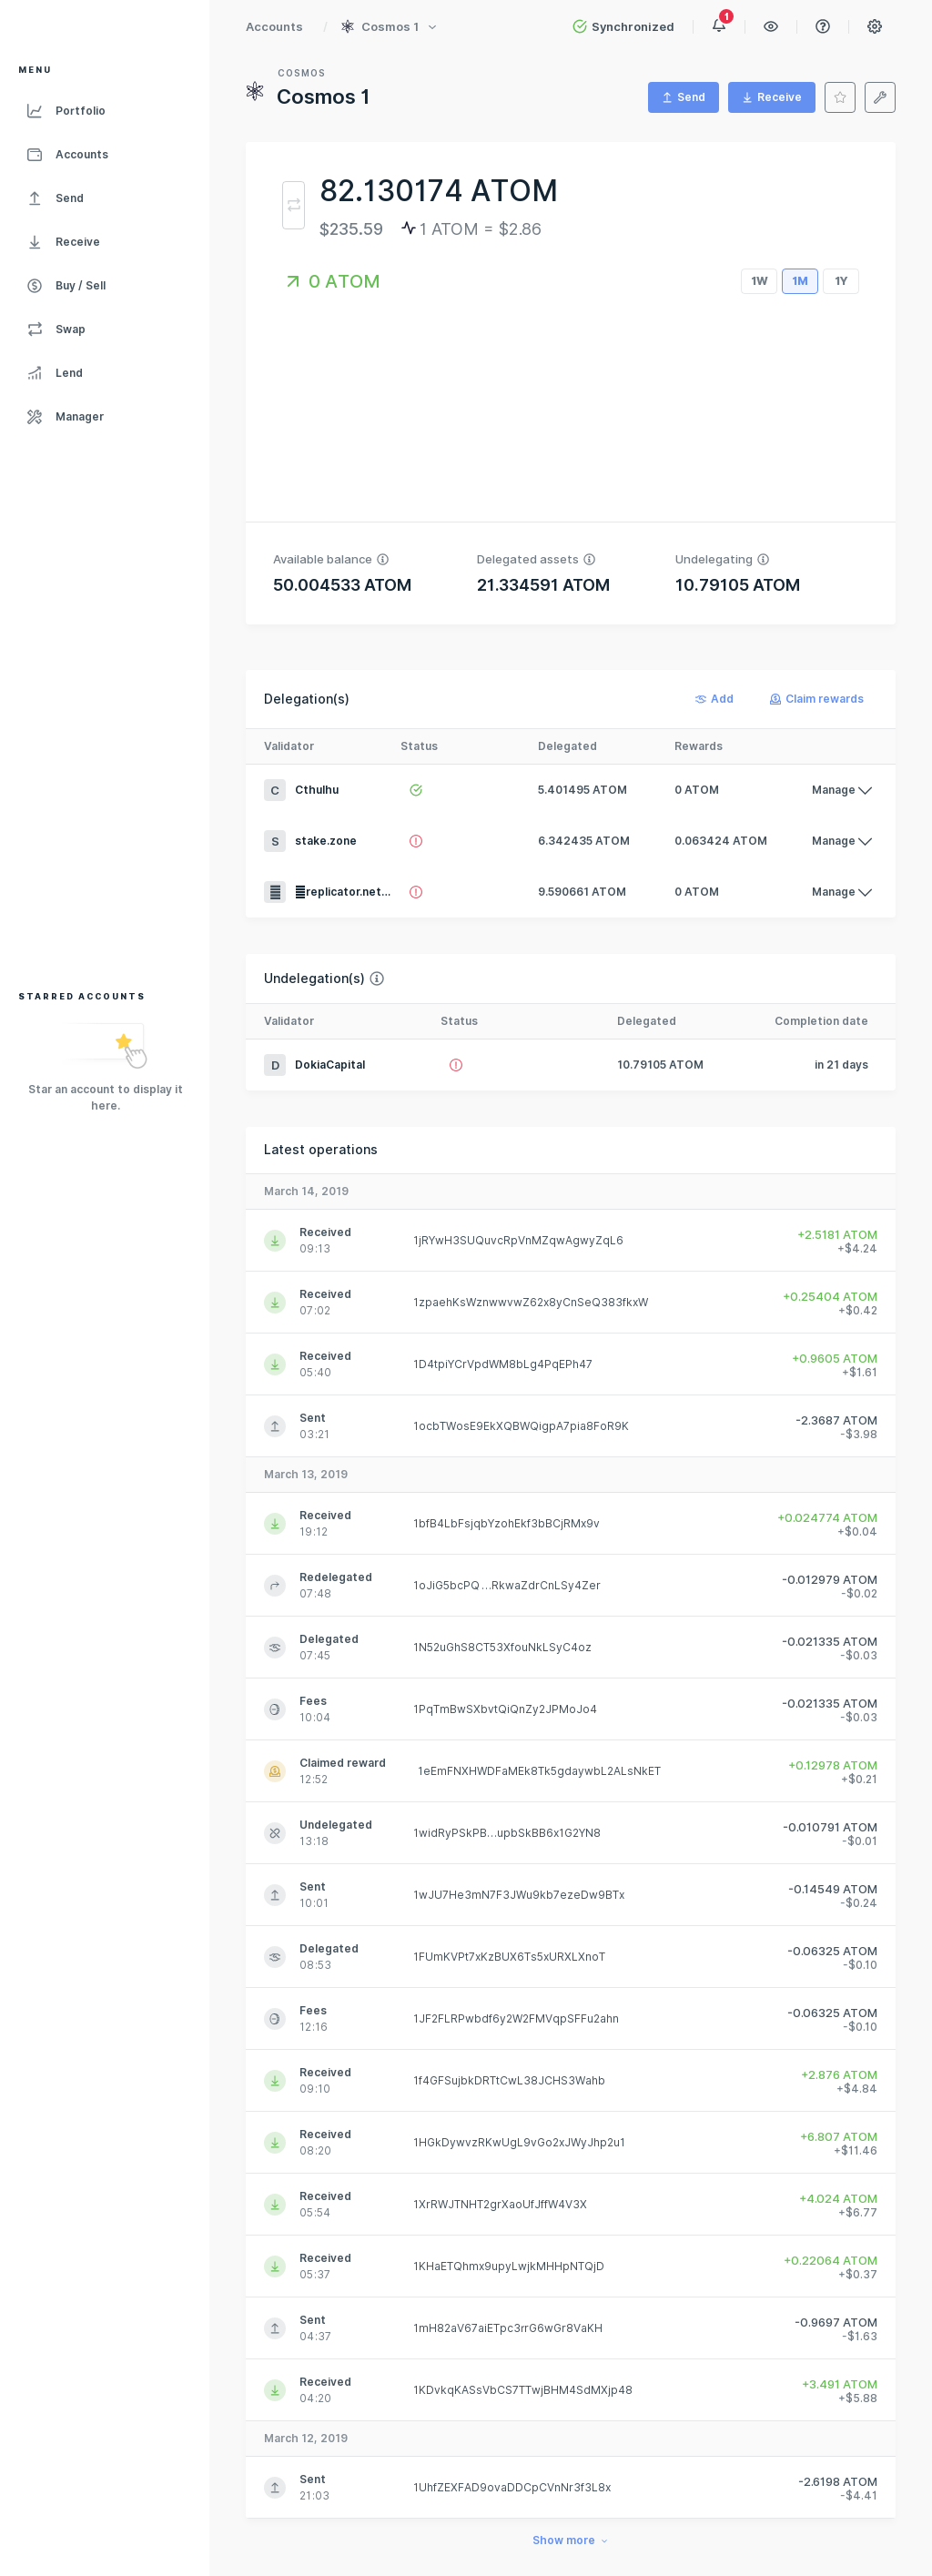 Accounts / Cosmos 1
Synchronized
1
MENU
Portfolio
Accounts
Send
Receive
Buy / Sell
Swap
Lend
Manager
STARRED ACCOUNTS
Star an account to display it
here.
COSMOS
Cosmos 1
Send
Receive
82.130174 ATOM
$235.59 1 ATOM = $2.86
0 ATOM
1W 1M 1Y
Available balance Delegated assets Undelegating
50.004533 ATOM 21.334591 ATOM 10.79105 ATOM
Delegation(s) Add Claim rewards
Validator Status Delegated Rewards
C Cthulhu 5.401495 ATOM 0 ATOM Manage
S stake.zone 6.342435 ATOM 0.063424 ATOM Manage
replicator.net... 9.590661 ATOM 0 ATOM Manage
Undelegation(s)
Validator Status Delegated Completion date
D DokiaCapital 10.79105 ATOM in 21 days
Latest operations
March 14, 2019
Received 1jRYwH3SUQuvcRpVnMZqwAgwyZqL6 +2.5181 ATOM
09:13 +$4.24
Received 1zpaehKsWznwwvwZ62x8yCnSeQ383fkxW +0.25404 ATOM
07:02 +$0.42
Received 1D4tpiYCrVpdWM8bLg4PqEPh47 +0.9605 ATOM
05:40 +$1.61
Sent 1ocbTWosE9EkXQBWQigpA7pia8FoR9K -2.3687 ATOM
03:21 -$3.98
March 13, 2019
Received 1bfB4LbFsjqbYzohEkf3bBCjRMx9v +0.024774 ATOM
19:12 +$0.04
Redelegated 1oJiG5bcPQ...RkwaZdrCnLSy4Zer -0.012979 ATOM
07:48 -$0.02
Delegated 1N52uGhS8CT53XfouNkLSyC4oz -0.021335 ATOM
07:45 -$0.03
Fees 1PqTmBwSXbvtQiQnZy2JPMoJo4 -0.021335 ATOM
10:04 -$0.03
Claimed reward 1eEmFNXHWDFaMEk8Tk5gdaywbL2ALsNkET +0.12978 ATOM
12:52 +$0.21
Undelegated 1widRyPSkPB...upbSkBB6x1G2YN8 -0.010791 ATOM
13:18 -$0.01
Sent 1wJU7He3mN7F3JWu9kb7ezeDw9BTx -0.14549 ATOM
10:01 -$0.24
Delegated 1FUmKVPt7xKzBUX6Ts5xURXLXnoT -0.06325 ATOM
08:53 -$0.10
Fees 1JF2FLRPwbdf6y2W2FMVqpSFFu2ahn -0.06325 ATOM
12:16 -$0.10
Received 1f4GFSujbkDRTtCwL38JCHS3Wahb +2.876 ATOM
09:10 +$4.84
Received 1HGkDywvzRKwUgL9vGo2xJWyJhp2u1 +6.807 ATOM
08:20 +$11.46
Received 1XrRWJTNHT2grXaoUfJffW4V3X +4.024 ATOM
05:54 +$6.77
Received 1KHaETQhmx9upyLwjkMHHpNTQjD +0.22064 ATOM
05:37 +$0.37
Sent 1mH82aV67aiETpc3rrG6wGr8VaKH -0.9697 ATOM
04:37 -$1.63
Received 1KDvkqKASsVbCS7TTwjBHM4SdMXjp48 +3.491 ATOM
04:20 +$5.88
March 12, 2019
Sent 1UhfZEXFAD9ovaDDCpCVnNr3f3L8x -2.6198 ATOM
21:03 -$4.41
Show more